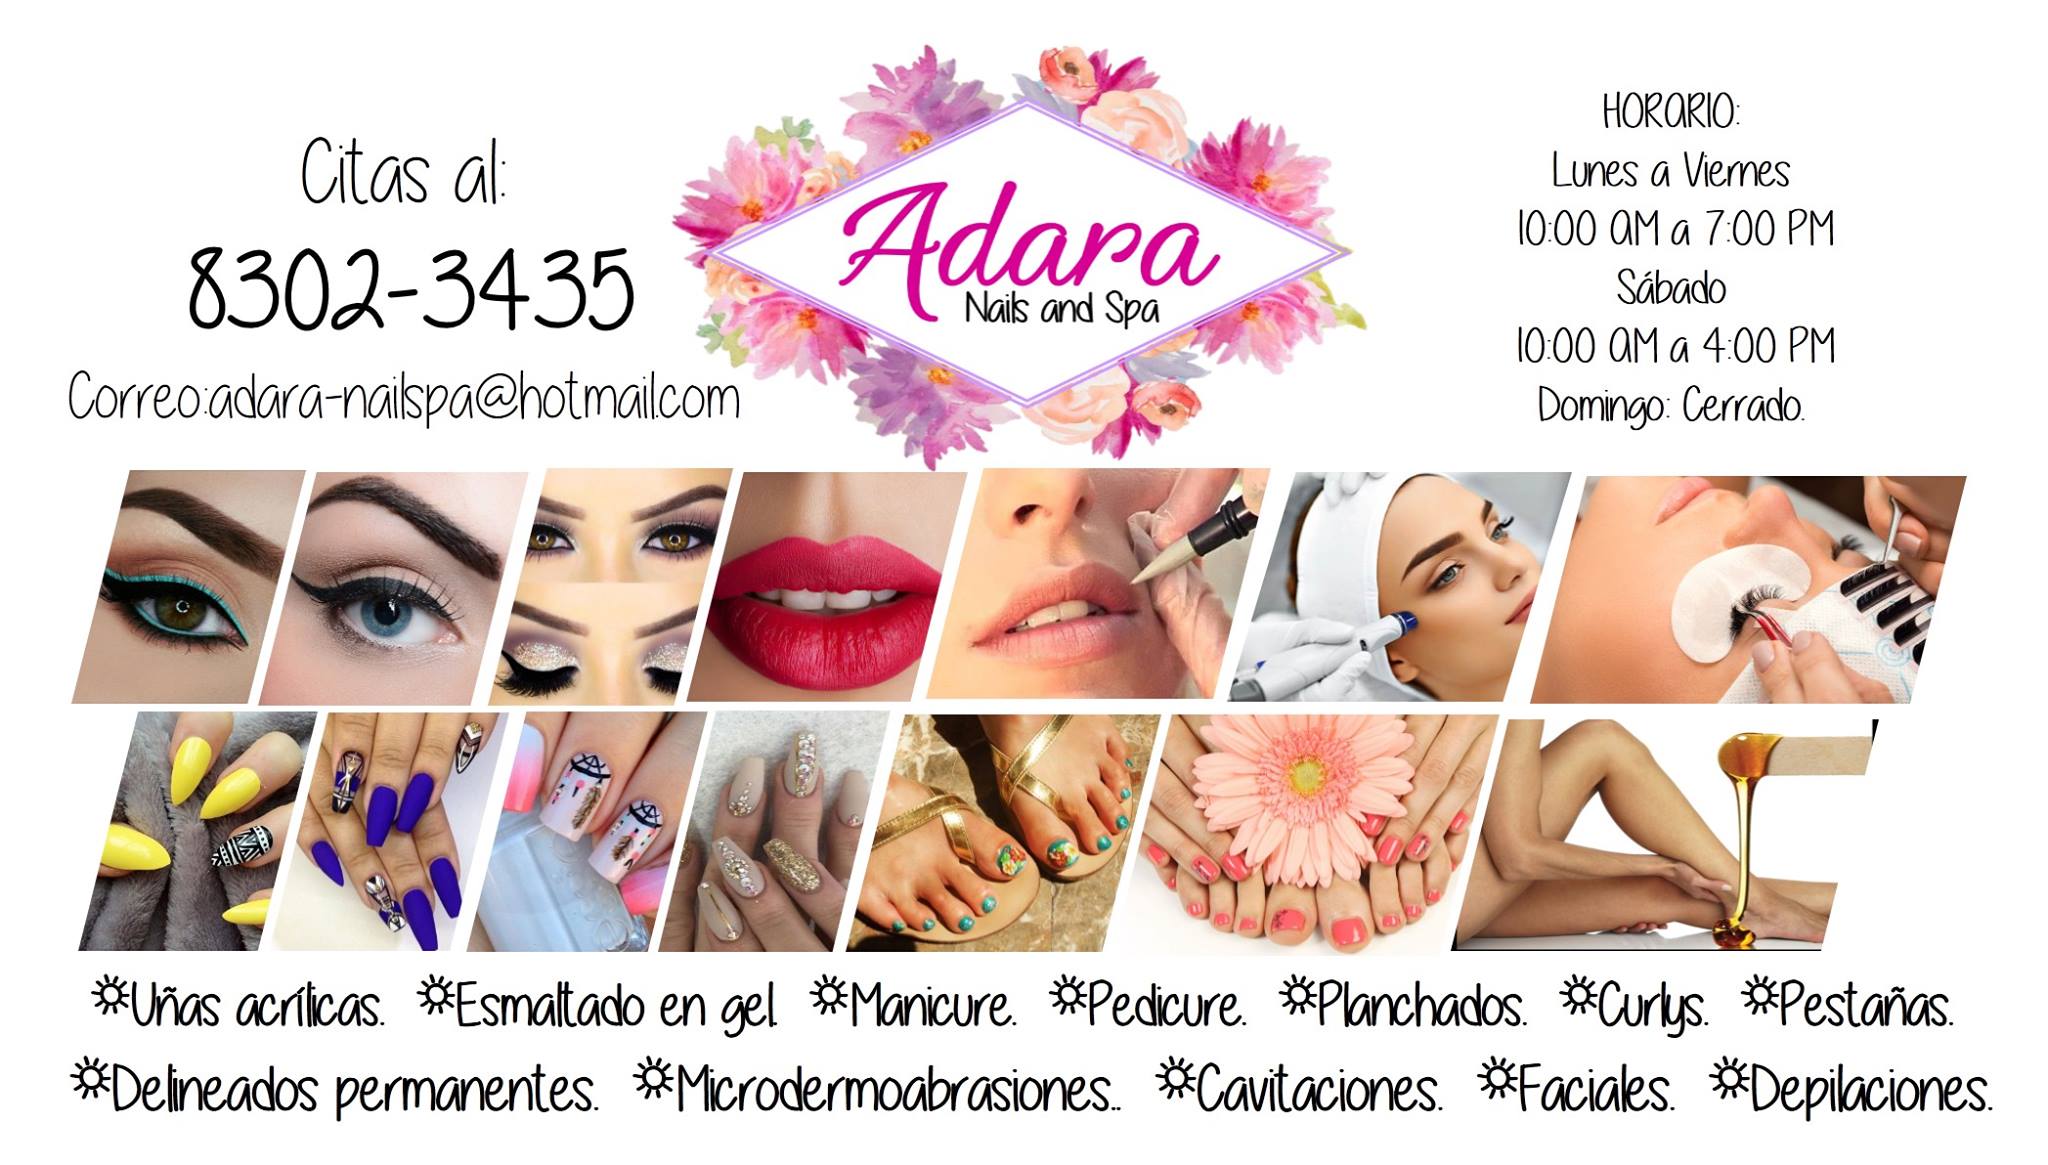 Citas al:
8302-3435
Correo:adara-nailspa@hotmail.com
Adara
Nails and Spa
HORARIO:
Lunes a Viernes
10:00 AM a 7:00 PM
Sábado
10:00 AM a 4:00 PM
Domingo: Cerrado.
☼Uñas acrílicas. ☼Esmaltado en gel. ☼Manicure. ☼Pedicure. ☼Planchados. ☼Curlys. ☼Pestañas.
☼Delineados permanentes. ☼Microdermoabrasiones.. ☼Cavitaciones. ☼Faciales. ☼Depilaciones.